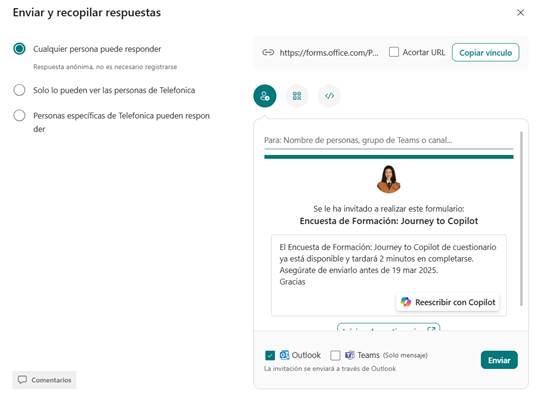 Enviar y recopilar respuestas
Cualquier persona puede responder
Respuesta anónima, no es necesario registrarse
Solo lo pueden ver las personas de Telefonica
Personas específicas de Telefonica pueden respon
der
https://forms.office.com/P...
Acortar URL
Copiar vínculo
Para: Nombre de personas, grupo de Teams o canal...
Se le ha invitado a realizar este formulario:
Encuesta de Formación: Journey to Copilot
El Encuesta de Formación: Journey to Copilot de cuestionario
ya está disponible y tardará 2 minutos en completarse.
Asegúrate de enviarlo antes de 19 mar 2025.
Gracias
Reescribir con Copilot
Outlook
Teams (Solo mensaje)
La invitación se enviará a través de Outlook
Enviar
Comentarios